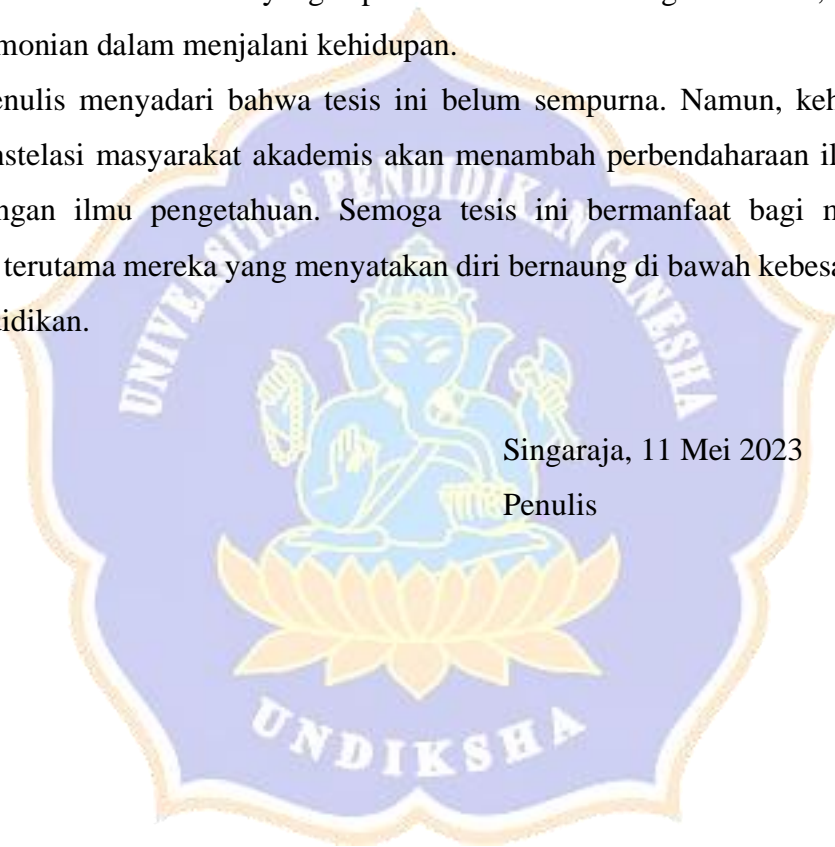 monian dalam menjalani kehidupan.
enulis menyadari bahwa tesis ini belum sempurna. Namun, keh
nstelasi masyarakat akademis akan menambah perbendaharaan il
ngan ilmu pengetahuan. Semoga tesis ini bermanfaat bagi m
terutama mereka yang menyatakan diri bernaung di bawah kebesa
idikan.
Singaraja, 11 Mei 2023
Penulis
UNIVERSITAS PENDIDIKAN GANESHA
UNDIKSHA